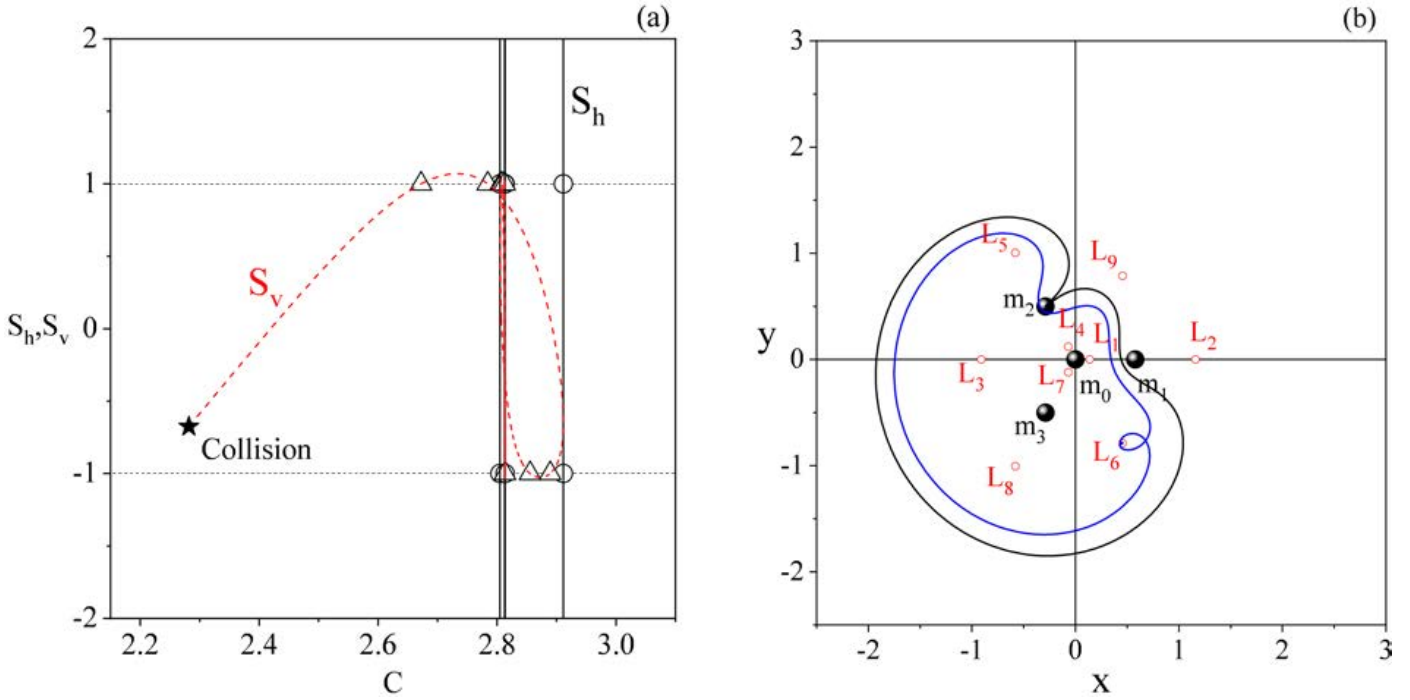 (a)
2
1
0
-1
-2
S_h,S_v
S_h
S_v
Collision
2.2 2.4 2.6 2.8 3.0
C
(b)
3
2
1
0
-1
-2
y
L_5
L_9
m_2
L_4 L_1 L_2
L_3 L_7 m_0 m_1
m_3
L_6
L_8
-2 -1 0 1 2 3
x